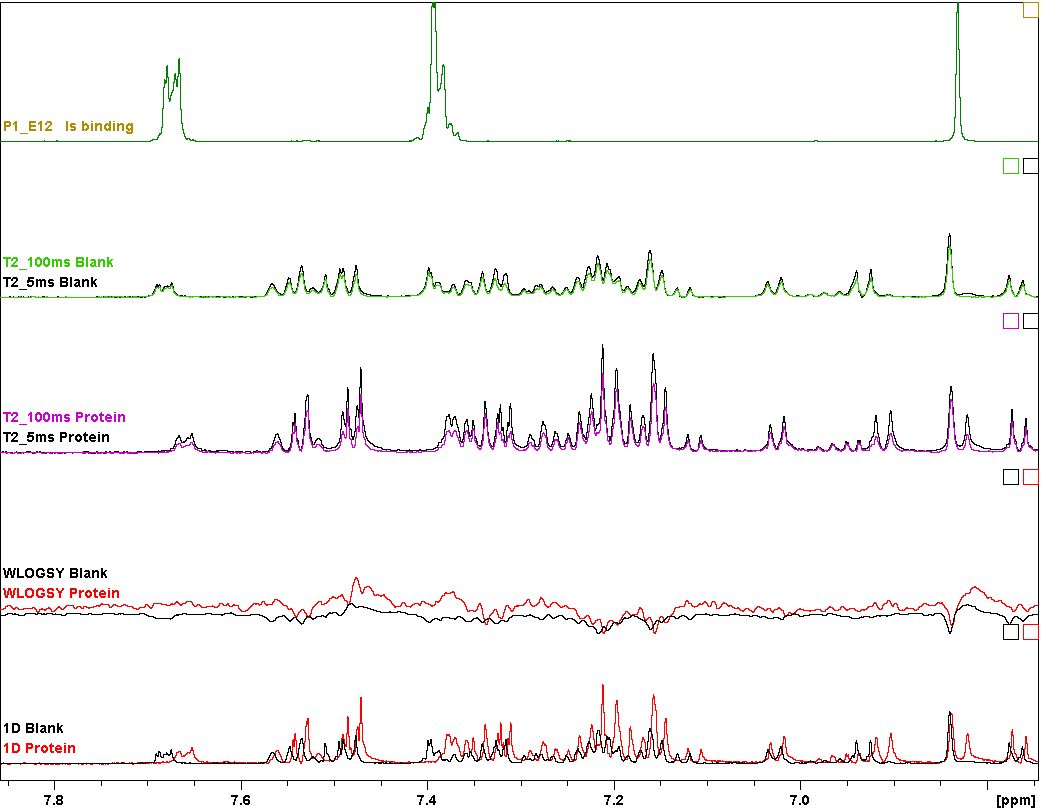 P1_E12 Is binding
T2_100ms Blank
T2_5ms Blank
T2_100ms Protein
T2_5ms Protein
WLOGSY Blank
WLOGSY Protein
1D Blank
1D Protein
7.8 7.6 7.4 7.2 7.0 [ppm]